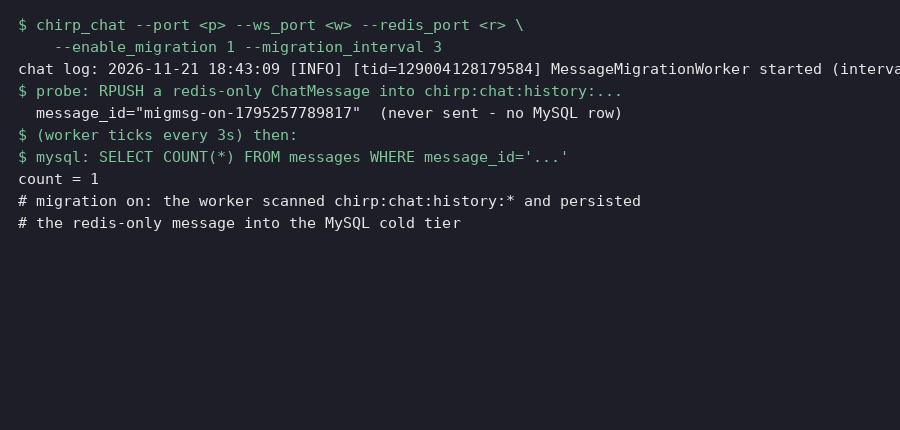 $ chirp_chat --port <p> --ws_port <w> --redis_port <r> \
--enable_migration 1 --migration_interval 3
chat log: 2026-11-21 18:43:09 [INFO] [tid=129004128179584] MessageMigrationWorker started (interva
$ probe: RPUSH a redis-only ChatMessage into chirp:chat:history:...
message_id="migmsg-on-1795257789817"  (never sent - no MySQL row)
$ (worker ticks every 3s) then:
$ mysql: SELECT COUNT(*) FROM messages WHERE message_id='...'
count = 1
# migration on: the worker scanned chirp:chat:history:* and persisted
# the redis-only message into the MySQL cold tier